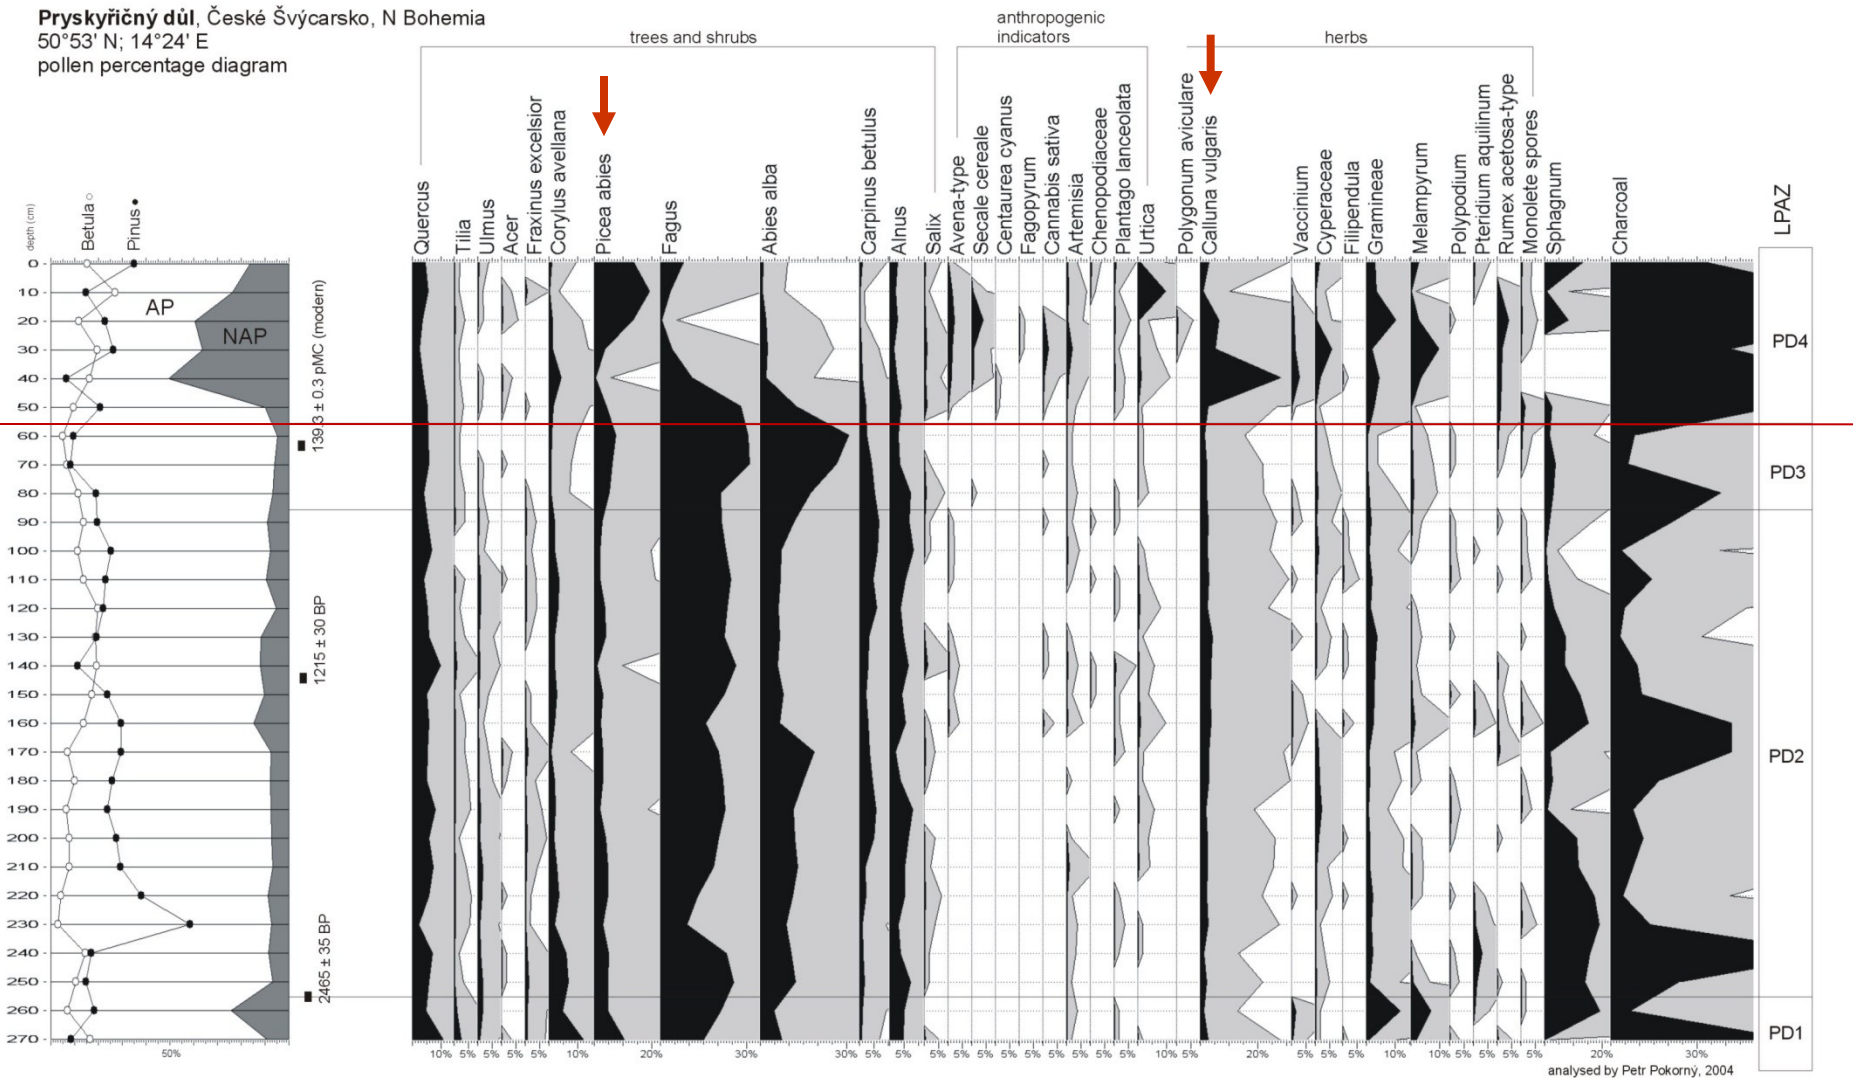 Pryskyřičný důl, České Švýcarsko, N Bohemia
50°53' N; 14°24' E
pollen percentage diagram
trees and shrubs
anthropogenic
indicators
herbs
depth (cm)
Betula
Pinus
Quercus
Tilia
Ulmus
Acer
Fraxinus excelsior
Corylus avellana
Picea abies
Fagus
Abies alba
Carpinus betulus
Alnus
Salix
Avena-type
Secale cereale
Centaurea cyanus
Fagopyrum
Cannabis sativa
Artemisia
Chenopodiaceae
Plantago lanceolata
Urtica
Polygonum aviculare
Calluna vulgaris
Vaccinium
Cyperaceae
Filipendula
Gramineae
Melampyrum
Polypodium
Pteridium aquilinum
Rumex acetosa-type
Monolete spores
Sphagnum
Charcoal
LPAZ
0
10
20
30
40
50
60
70
80
90
100
110
120
130
140
150
160
170
180
190
200
210
220
230
240
250
260
270
AP
NAP
139.3 ± 0.3 pMC (modern)
1215 ± 30 BP
2465 ± 35 BP
PD4
PD3
PD2
PD1
50%
10% 5% 5% 5% 5% 10% 20% 30% 30% 5% 5% 5% 5% 5% 5% 5% 5% 5% 5% 5% 10% 5% 20% 5% 5% 5% 10% 10% 5% 5% 5% 5% 20% 30%
analysed by Petr Pokorný, 2004